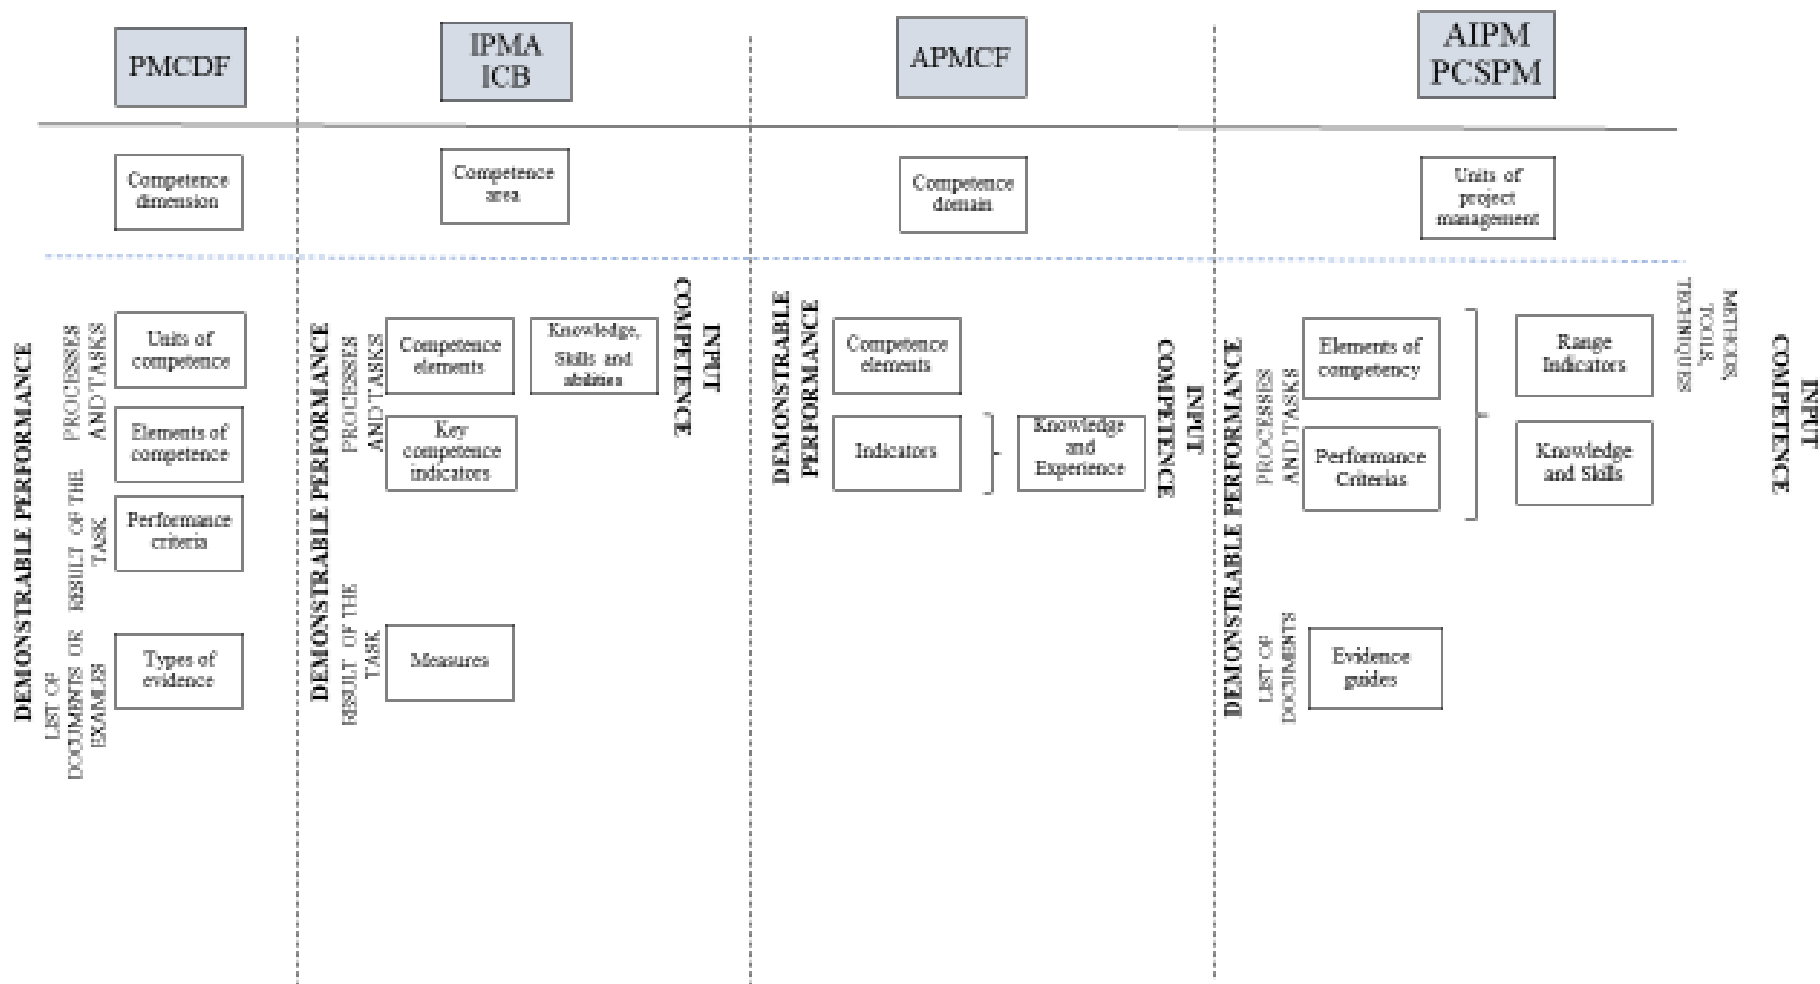 PMCDF
IPMA
ICB
APMCF
AIPM
PCSPM
Competence
dimension
Competence
area
Competence
domain
Units of
project
management
DEMONSTRABLE PERFORMANCE
PROCESSES
AND TASKS
Units of
competence
Elements of
competence
RESULT OF THE
TASK
Performance
criteria
LIST OF
DOCUMENTS OR
EXAMLES
Types of
evidence
DEMONSTRABLE PERFORMANCE
PROCESSES
AND TASKS
Competence
elements
Knowledge,
Skills and
abilities
Key
competence
indicators
INPUT
COMPETENCE
RESULT OF THE
TASK
Measures
DEMONSTRABLE
PERFORMANCE
Competence
elements
Indicators
Knowledge
and
Experience
INPUT
COMPETENCE
DEMONSTRABLE PERFORMANCE
PROCESSES
AND TASKS
Elements of
competency
Performance
Criterias
Range
Indicators
Knowledge
and Skills
METHODS,
TOOLS,
TECHNIQUES
INPUT
COMPETENCE
LIST OF
DOCUMENTS
Evidence
guides